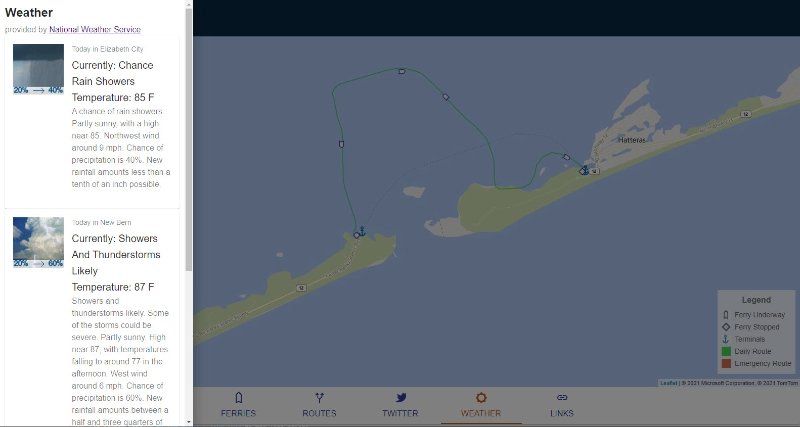 Weather
provided by National Weather Service
Today in Elizabeth City
Currently: Chance
Rain Showers
Temperature: 85 F
A chance of rain showers.
Partly sunny, with a high
near 85. Northwest wind
around 9 mph. Chance of
precipitation is 40%. New
rainfall amounts less than a
tenth of an inch possible.
20% → 40%
Today in New Bern
Currently: Showers
And Thunderstorms
Likely
Temperature: 87 F
Showers and
thunderstorms likely. Some
of the storms could be
severe. Partly sunny. High
near 87, with temperatures
falling to around 77 in the
afternoon. West wind
around 6 mph. Chance of
precipitation is 60%. New
rainfall amounts between a
half and three quarters of
20% → 60%
Hatteras
12
12
12
Legend
Ferry Underway
Ferry Stopped
Terminals
Daily Route
Emergency Route
Leaflet | © 2021 Microsoft Corporation, © 2021 TomTom
FERRIES
ROUTES
TWITTER
WEATHER
LINKS